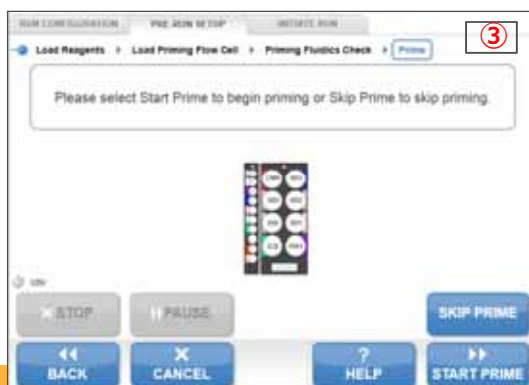 RUN CONFIGURATION PRE-RUN SETUP INITIATE RUN
③
Load Reagents Load Priming Flow Cell Priming Fluidics Check Prime
Please select Start Prime to begin priming or Skip Prime to skip priming.
Idle
STOP PAUSE SKIP PRIME
BACK CANCEL ? HELP START PRIME